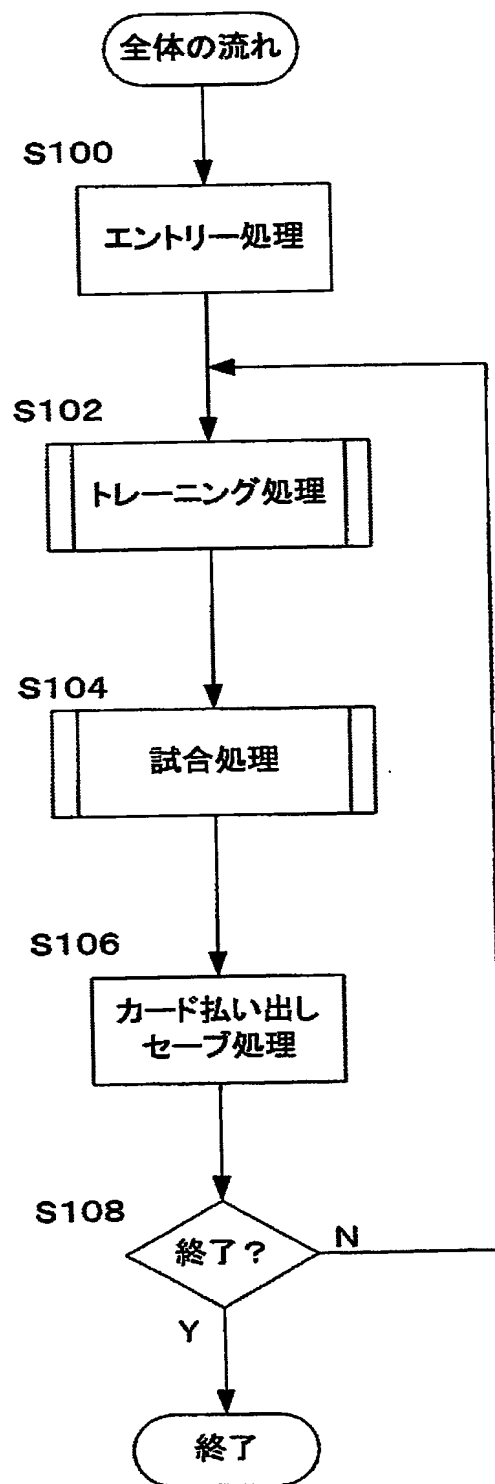 全体の流れ
S100
エントリー処理
S102
トレーニング処理
S104
試合処理
S106
カード払い出し
セーブ処理
S108
終了?
N
Y
終了